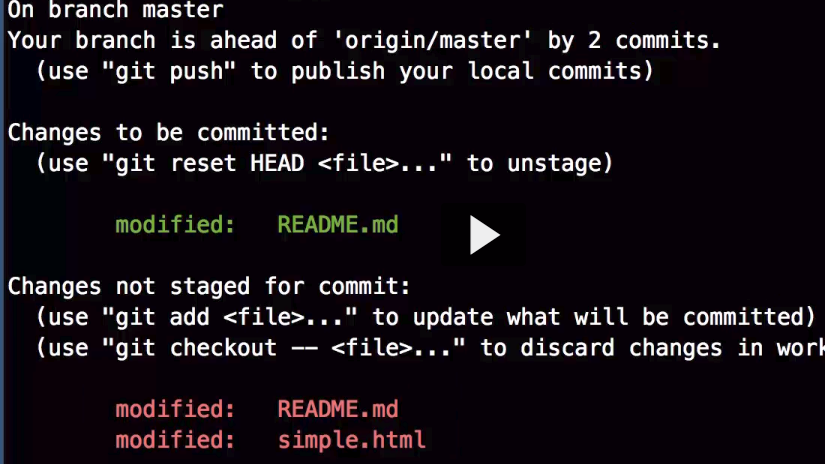 On branch master
Your branch is ahead of 'origin/master' by 2 commits.
(use "git push" to publish your local commits)
Changes to be committed:
(use "git reset HEAD <file>..." to unstage)
modified: README.md
Changes not staged for commit:
(use "git add <file>..." to update what will be committed)
(use "git checkout -- <file>..." to discard changes in
modified: README.md
modified: simple.html